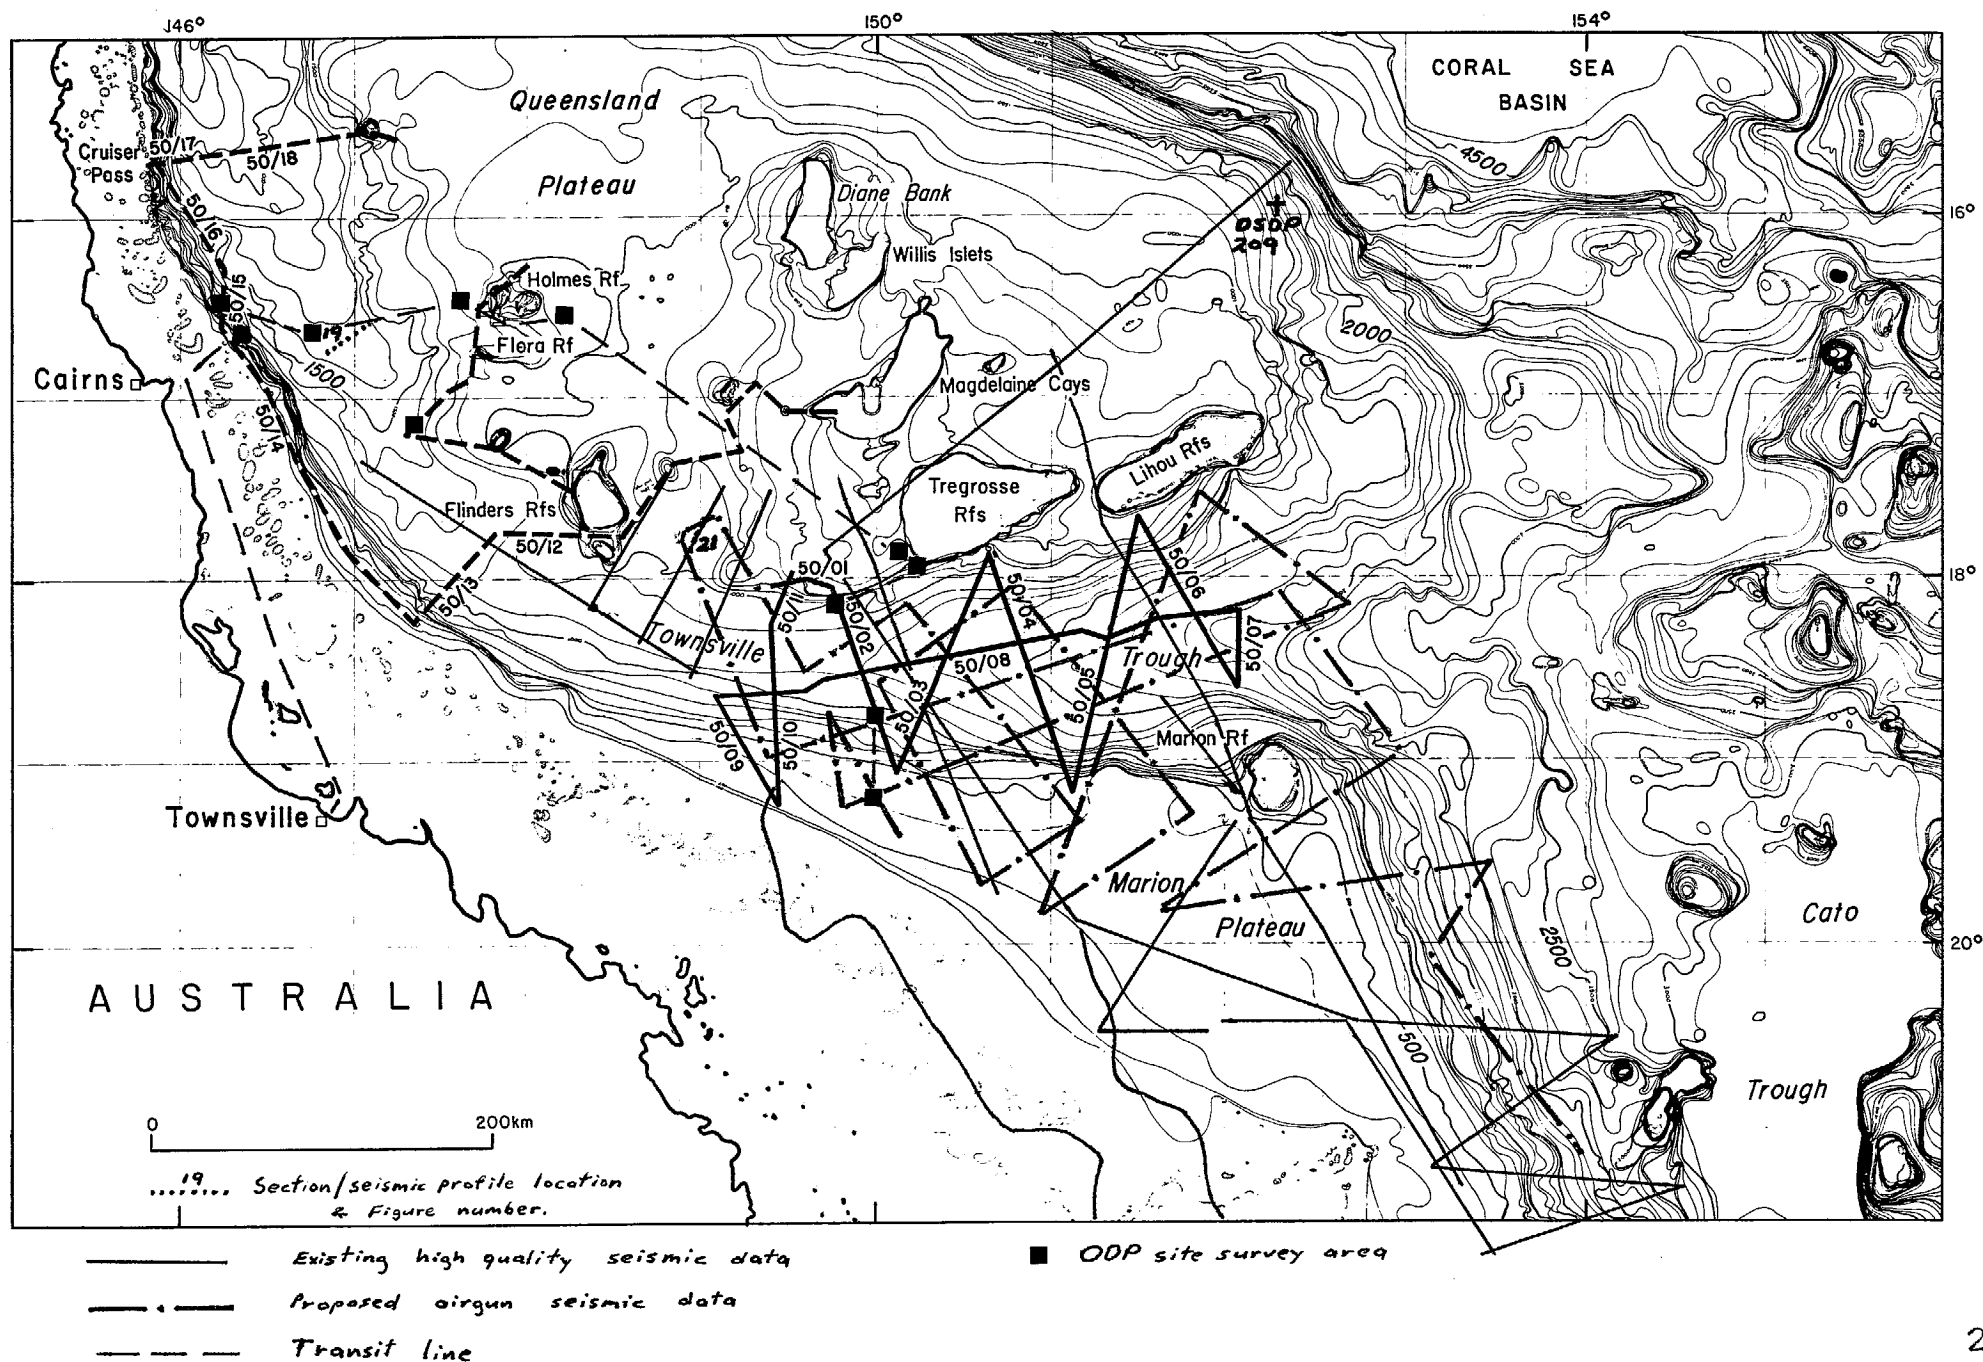 146°
150°
154°
CORAL SEA
BASIN
Queensland
Plateau
4500
50/17
50/18
Cruiser
Pass
50/16
Diane Bank
Willis Islets
DSDP
209
Holmes Rf
50/15
19
Flera Rf
2000
1500
Cairns
Magdelaine Cays
50/14
Lihou Rfs
Tregrosse
Rfs
Flinders Rfs
50/12
21
50/13
50/01
50/11
50/02
50/04
50/06
50/07
Townsville
Trough
50/08
50/03
50/05
50/09
50/10
Marion Rf
Townsville
Marion
Plateau
Cato
Trough
2500
500
16°
18°
20°
AUSTRALIA
0 200km
19 Section/seismic profile location
& Figure number.
Existing high quality seismic data
ODP site survey area
Proposed airgun seismic data
Transit line
2